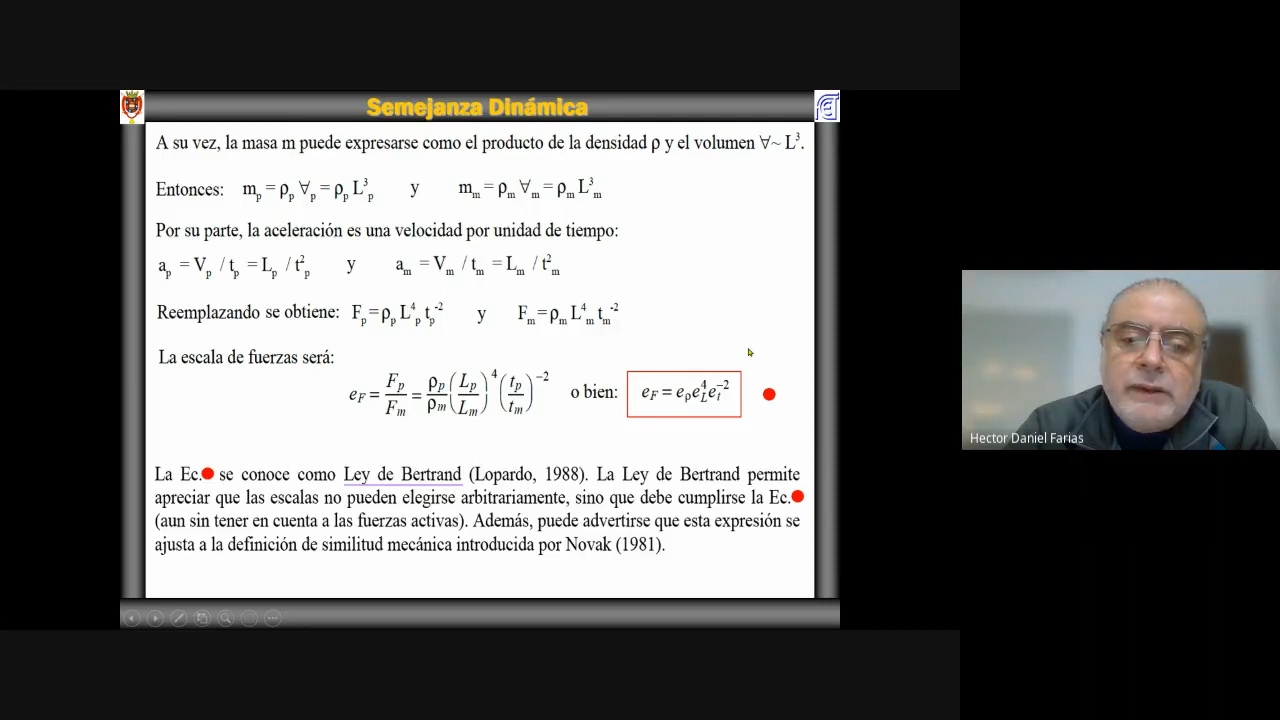 Semejanza Dinámica
A su vez, la masa m puede expresarse como el producto de la densidad ρ y el volumen ∀~ L³.
Entonces: mₚ = ρₚ ∀ₚ = ρₚ L³ₚ y mₘ = ρₘ ∀ₘ = ρₘ L³ₘ
Por su parte, la aceleración es una velocidad por unidad de tiempo:
aₚ = Vₚ / tₚ = Lₚ / t²ₚ y aₘ = Vₘ / tₘ = Lₘ / t²ₘ
Reemplazando se obtiene: Fₚ = ρₚ L⁴ₚ tₚ⁻² y Fₘ = ρₘ L⁴ₘ tₘ⁻²
La escala de fuerzas será:
e_F = Fₚ/Fₘ = ρₚ/ρₘ (Lₚ/Lₘ)⁴ (tₚ/tₘ)⁻² o bien: e_F = e_ρ e_L⁴ e_t⁻²
La Ec. se conoce como Ley de Bertrand (Lopardo, 1988). La Ley de Bertrand permite
apreciar que las escalas no pueden elegirse arbitrariamente, sino que debe cumplirse la Ec.
(aun sin tener en cuenta a las fuerzas activas). Además, puede advertirse que esta expresión se
ajusta a la definición de similitud mecánica introducida por Novak (1981).
Hector Daniel Farias